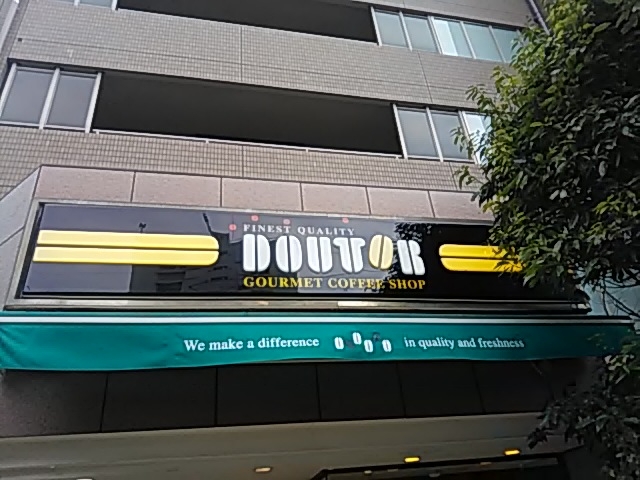 FINEST QUALITY
DOUTOR
GOURMET COFFEE SHOP
We make a difference in quality and freshness